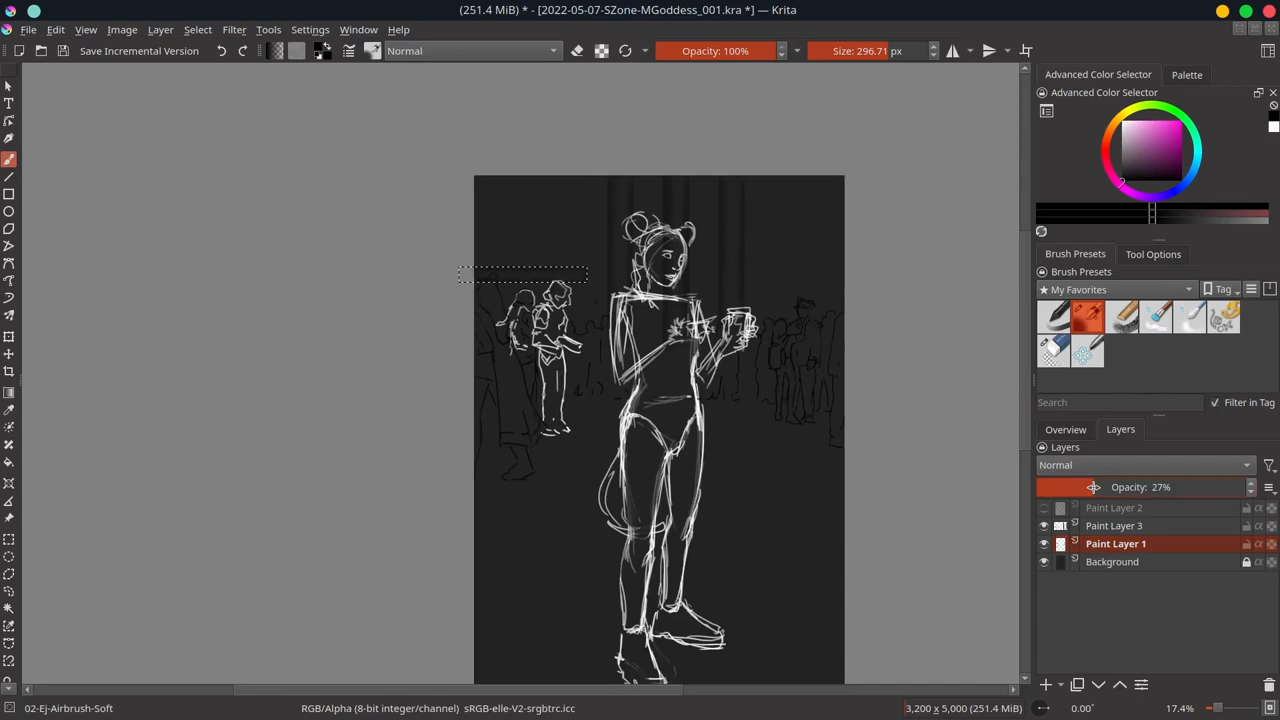 (251.4 MiB) * - [2022-05-07-SZone-MGoddess_001.kra *] — Krita
File Edit View Image Layer Select Filter Tools Settings Window Help
Save Incremental Version Normal Opacity: 100% Size: 296.71 px
Advanced Color Selector Palette
Advanced Color Selector
Brush Presets Tool Options
Brush Presets
★ My Favorites Tag
Search Filter in Tag
Overview Layers
Layers
Normal
Opacity: 27%
Paint Layer 2
Paint Layer 3
Paint Layer 1
Background
02-Ej-Airbrush-Soft RGB/Alpha (8-bit integer/channel) sRGB-elle-V2-srgbtrc.icc 3,200 x 5,000 (251.4 MiB) 0.00° 17.4%